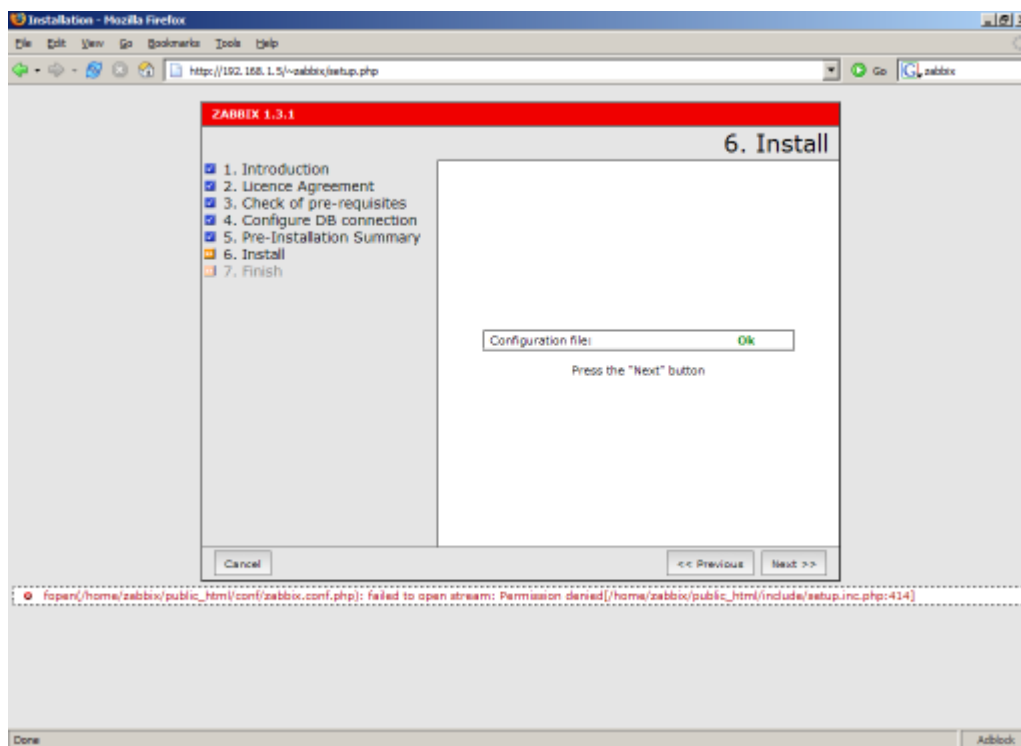 Installation - Mozilla Firefox
File Edit View Go Bookmarks Tools Help
http://192.168.1.5/~zabbix/setup.php Go zabbix
ZABBIX 1.3.1
6. Install
1. Introduction
2. Licence Agreement
3. Check of pre-requisites
4. Configure DB connection
5. Pre-Installation Summary
6. Install
7. Finish
Configuration file: Ok
Press the "Next" button
Cancel << Previous Next >>
fopen(/home/zabbix/public_html/conf/zabbix.conf.php): failed to open stream: Permission denied[/home/zabbix/public_html/include/setup.inc.php:414]
Done Adblock